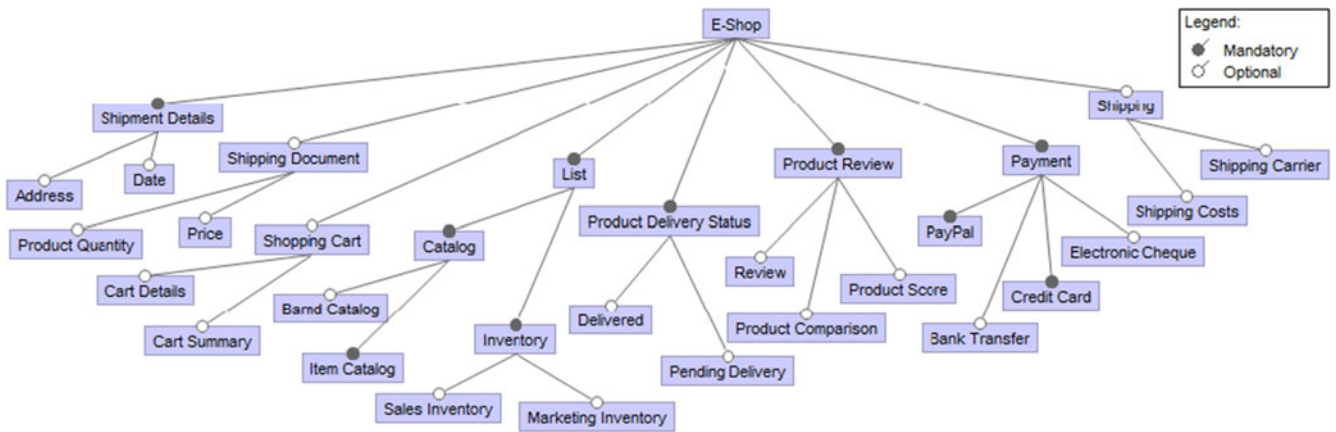 E-Shop
Legend:
Mandatory
Optional
Shipment Details
Shipping Document
List
Product Review
Payment
Shipping
Address
Date
Shipping Carrier
Product Quantity
Price
Shopping Cart
Catalog
Product Delivery Status
PayPal
Shipping Costs
Electronic Cheque
Cart Details
Barnd Catalog
Review
Product Score
Credit Card
Cart Summary
Inventory
Delivered
Product Comparison
Bank Transfer
Item Catalog
Pending Delivery
Sales Inventory
Marketing Inventory